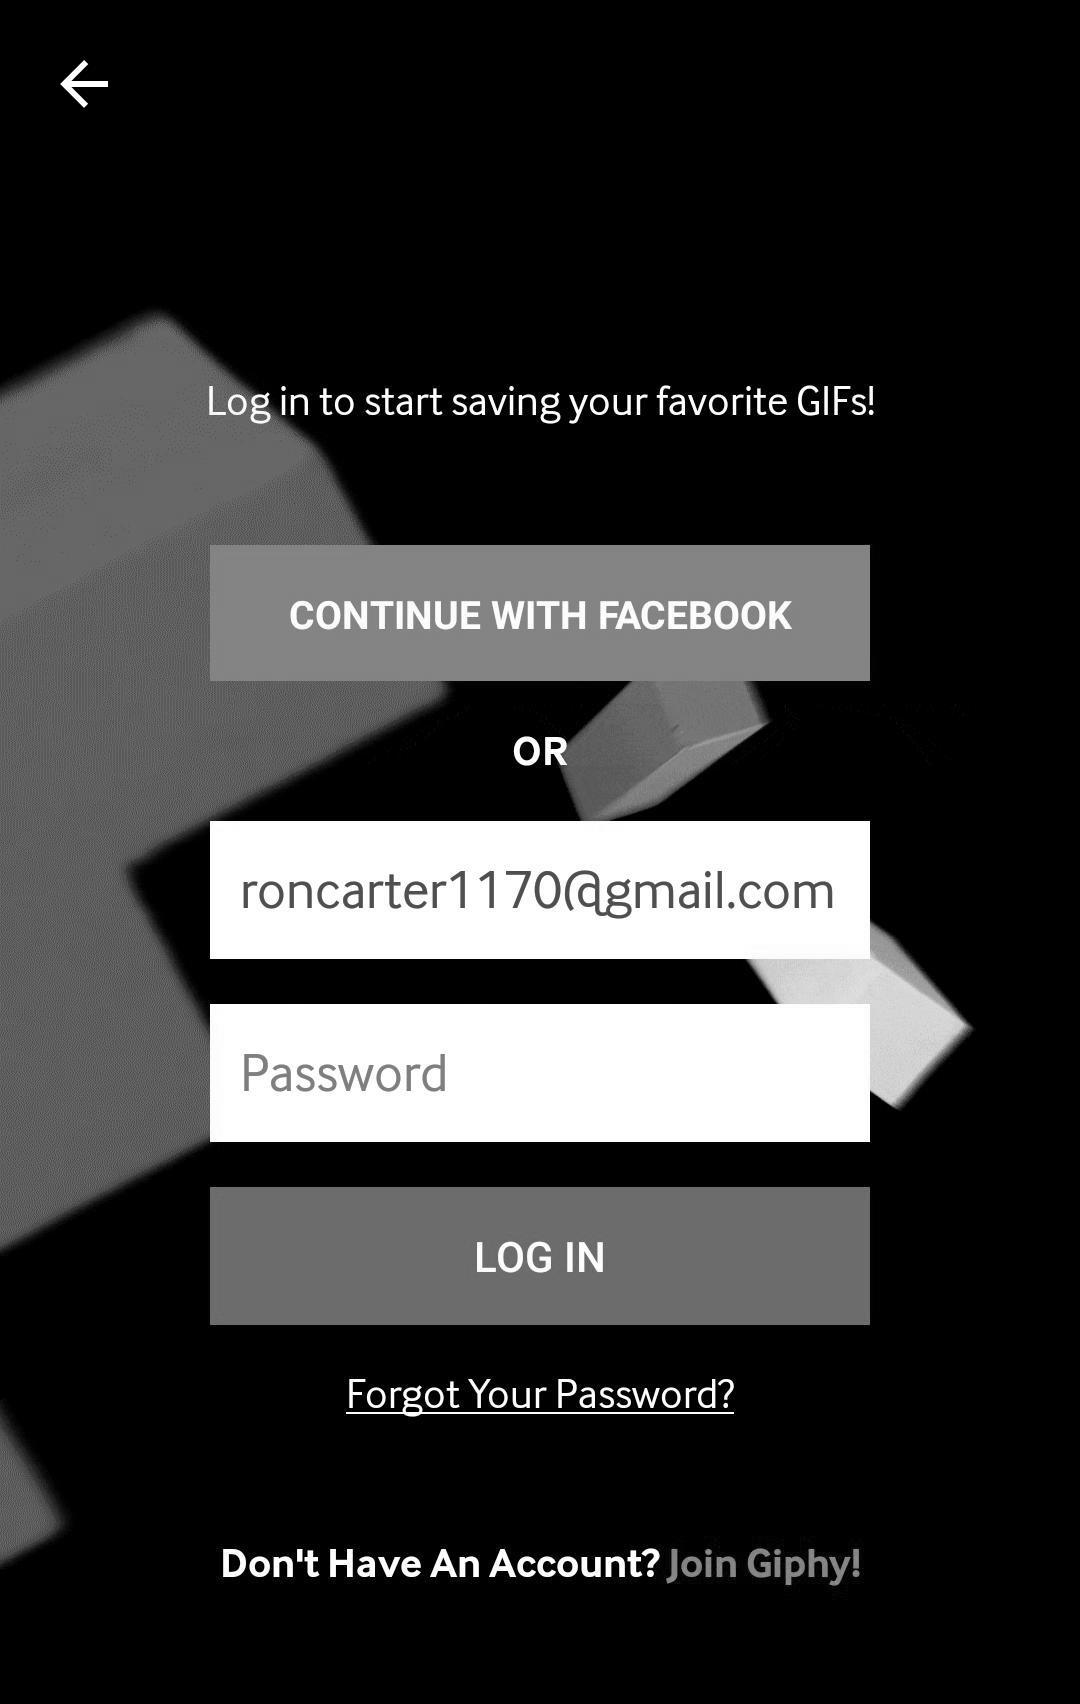 Log in to start saving your favorite GIFs!
CONTINUE WITH FACEBOOK
OR
roncarter1170@gmail.com
Password
LOG IN
Forgot Your Password?
Don't Have An Account? Join Giphy!